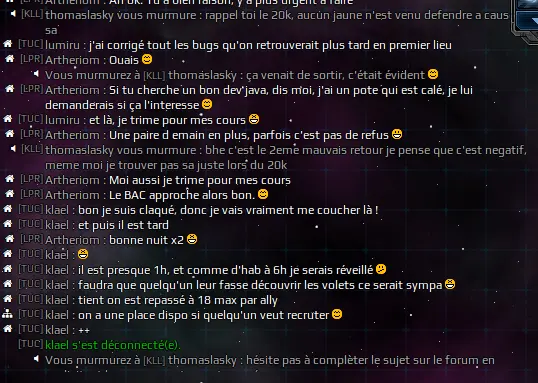 [LPR] Artheriom : Ah ok. Tu a bien raison, y'a plus urgent a faire
[KLL] thomaslasky vous murmure : rappel toi le 20k, aucun jaune n'est venu defendre a caus
sa
[TUC] lumiru : j'ai corrigé tout les bugs qu'on retrouverait plus tard en premier lieu
[LPR] Artheriom : Ouais
Vous murmurez à [KLL] thomaslasky : ça venait de sortir, c'était évident
[LPR] Artheriom : Si tu cherche un bon dev'java, dis moi, j'ai un pote qui est calé, je lui
demanderais si ça l'interesse
[TUC] lumiru : et là, je trime pour mes cours
[LPR] Artheriom : Une paire d emain en plus, parfois c'est pas de refus
[KLL] thomaslasky vous murmure : bhe c'est le 2eme mauvais retour je pense que c'est negatif,
meme moi je trouver pas sa juste lors du 20k
[LPR] Artheriom : Moi aussi je trime pour mes cours
[LPR] Artheriom : Le BAC approche alors bon.
[TUC] klael : bon je suis claqué, donc je vais vraiment me coucher là !
[TUC] klael : et puis il est tard
[LPR] Artheriom : bonne nuit x2
[TUC] klael :
[TUC] klael : il est presque 1h, et comme d'hab à 6h je serais réveillé
[TUC] klael : faudra que quelqu'un leur fasse découvrir les volets ce serait sympa
[TUC] klael : tient on est repassé à 18 max par ally
[TUC] klael : on a une place dispo si quelqu'un veut recruter
[TUC] klael : ++
[TUC] klael s'est déconnecté(e).
Vous murmurez à [KLL] thomaslasky : hésite pas à complèter le sujet sur le forum en